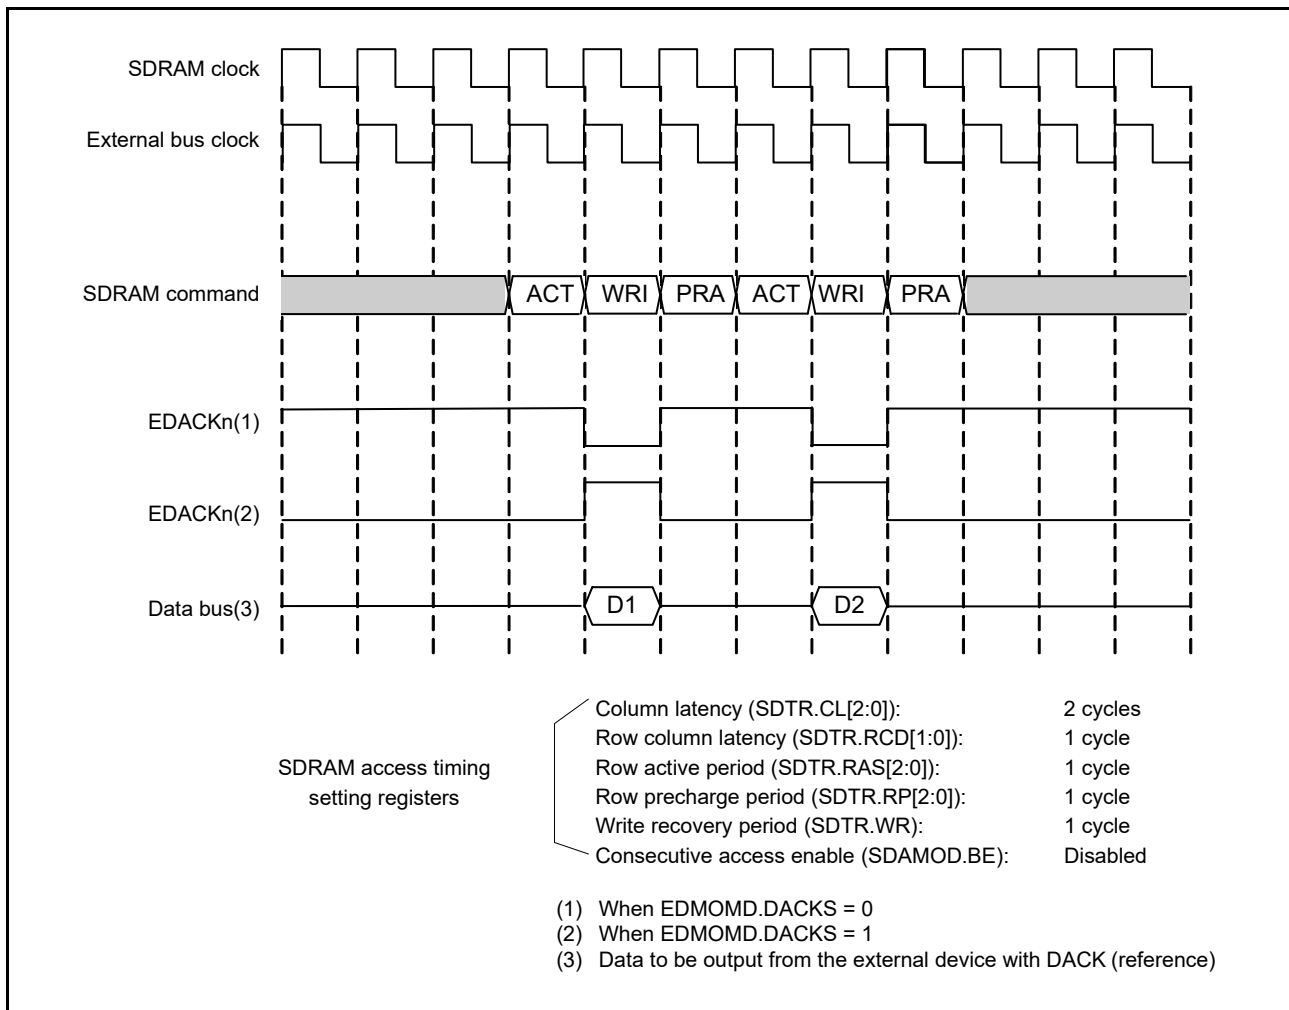 SDRAM clock
External bus clock
SDRAM command
ACT WRI PRA ACT WRI PRA
EDACKn(1)
EDACKn(2)
Data bus(3)
D1 D2
SDRAM access timing
setting registers
Column latency (SDTR.CL[2:0]): 2 cycles
Row column latency (SDTR.RCD[1:0]): 1 cycle
Row active period (SDTR.RAS[2:0]): 1 cycle
Row precharge period (SDTR.RP[2:0]): 1 cycle
Write recovery period (SDTR.WR): 1 cycle
Consecutive access enable (SDAMOD.BE): Disabled
(1) When EDMOMD.DACKS = 0
(2) When EDMOMD.DACKS = 1
(3) Data to be output from the external device with DACK (reference)